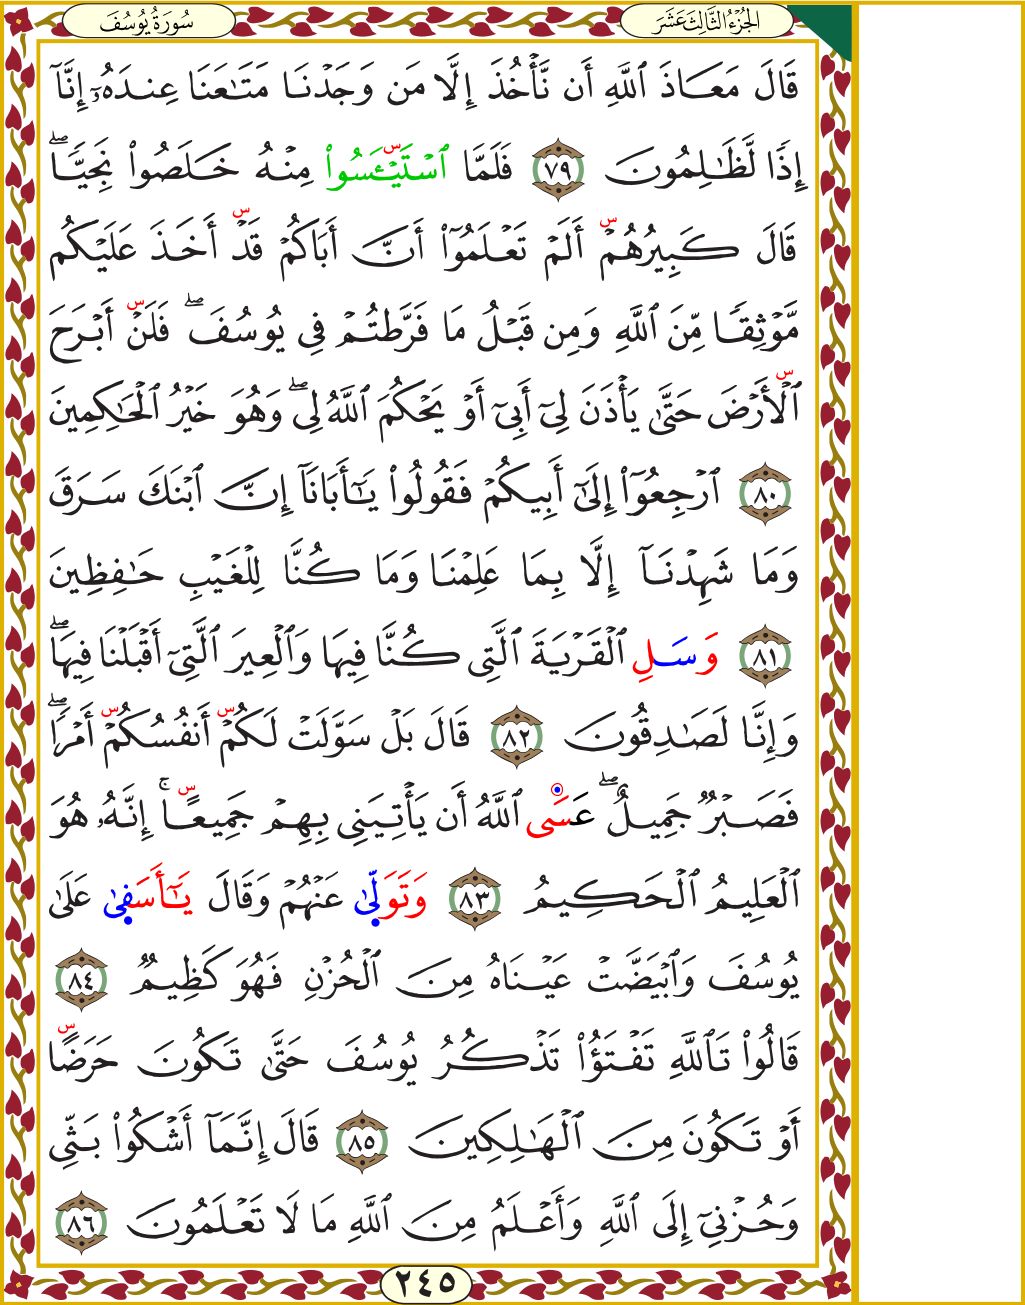 الجُزْءُ الثَّالِثَ عَشَرَ
سُورَةُ يُوسُفَ
قَالَ مَعَاذَ ٱللَّهِ أَن نَّأْخُذَ إِلَّا مَن وَجَدْنَا مَتَٰعَنَا عِندَهُۥٓ إِنَّآ
إِذًا لَّظَٰلِمُونَ ٧٩ فَلَمَّا ٱسْتَيْـَٔسُوا۟ مِنْهُ خَلَصُوا۟ نَجِيًّا ۖ
قَالَ كَبِيرُهُمْ أَلَمْ تَعْلَمُوٓا۟ أَنَّ أَبَاكُمْ قَدْ أَخَذَ عَلَيْكُم
مَّوْثِقًا مِّنَ ٱللَّهِ وَمِن قَبْلُ مَا فَرَّطتُمْ فِي يُوسُفَ ۖ فَلَنْ أَبْرَحَ
ٱلْأَرْضَ حَتَّىٰ يَأْذَنَ لِيٓ أَبِيٓ أَوْ يَحْكُمَ ٱللَّهُ لِي ۖ وَهُوَ خَيْرُ ٱلْحَٰكِمِينَ
٨٠ ٱرْجِعُوٓا۟ إِلَىٰٓ أَبِيكُمْ فَقُولُوا۟ يَٰٓأَبَانَآ إِنَّ ٱبْنَكَ سَرَقَ
وَمَا شَهِدْنَآ إِلَّا بِمَا عَلِمْنَا وَمَا كُنَّا لِلْغَيْبِ حَٰفِظِينَ
٨١ وَسَلِ ٱلْقَرْيَةَ ٱلَّتِي كُنَّا فِيهَا وَٱلْعِيرَ ٱلَّتِيٓ أَقْبَلْنَا فِيهَا ۖ
وَإِنَّا لَصَٰدِقُونَ ٨٢ قَالَ بَلْ سَوَّلَتْ لَكُمْ أَنفُسُكُمْ أَمْرًا ۖ
فَصَبْرٌ جَمِيلٌ ۖ عَسَى ٱللَّهُ أَن يَأْتِيَنِي بِهِمْ جَمِيعًا ۚ إِنَّهُۥ هُوَ
ٱلْعَلِيمُ ٱلْحَكِيمُ ٨٣ وَتَوَلَّىٰ عَنْهُمْ وَقَالَ يَٰٓأَسَفَىٰ عَلَىٰ
يُوسُفَ وَٱبْيَضَّتْ عَيْنَاهُ مِنَ ٱلْحُزْنِ فَهُوَ كَظِيمٌ ٨٤
قَالُوا۟ تَٱللَّهِ تَفْتَؤُا۟ تَذْكُرُ يُوسُفَ حَتَّىٰ تَكُونَ حَرَضًا
أَوْ تَكُونَ مِنَ ٱلْهَٰلِكِينَ ٨٥ قَالَ إِنَّمَآ أَشْكُوا۟ بَثِّي
وَحُزْنِيٓ إِلَى ٱللَّهِ وَأَعْلَمُ مِنَ ٱللَّهِ مَا لَا تَعْلَمُونَ ٨٦
٢٤٥